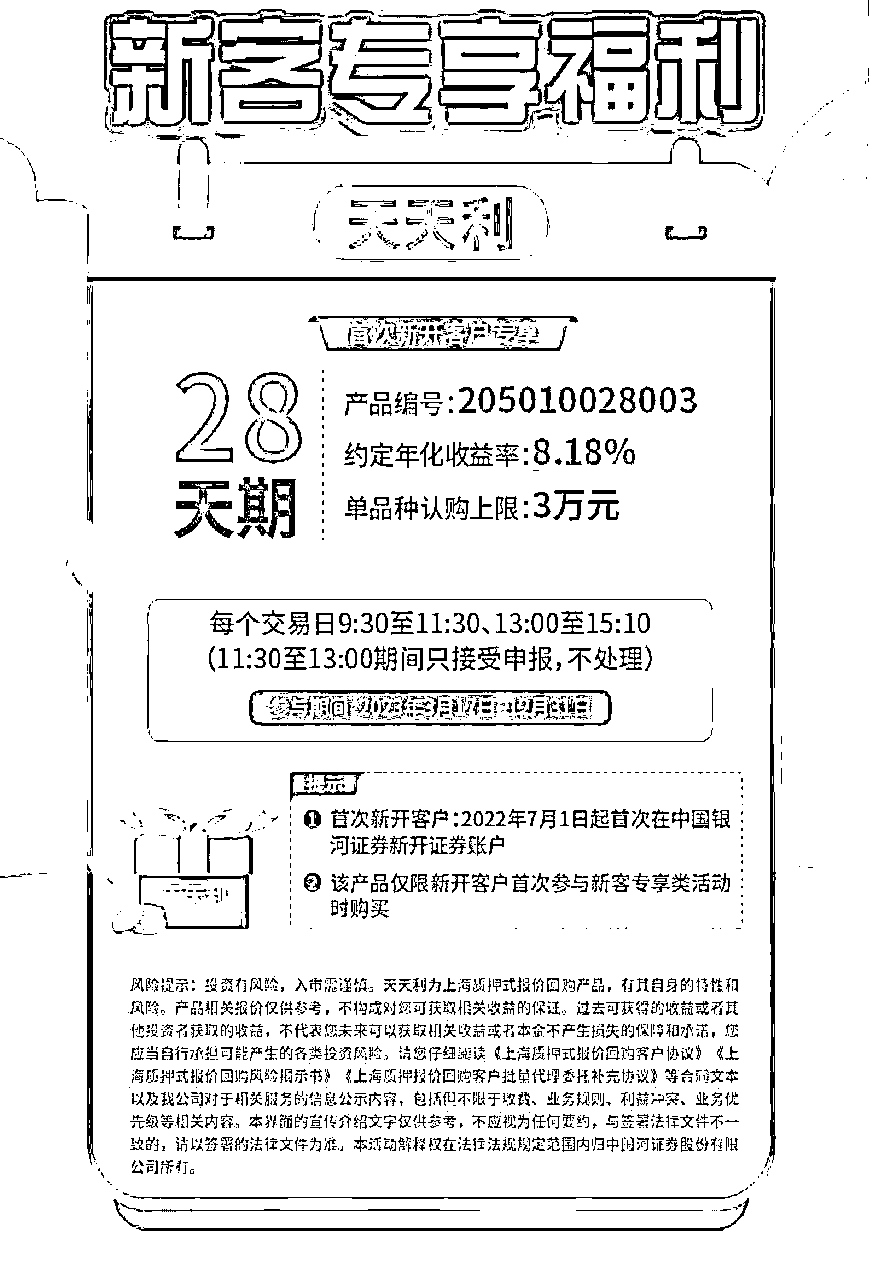 新客专享福利
天天利
首次新开客户专享
28
天期
产品编号:205010028003
约定年化收益率:8.18%
单品种认购上限:3万元
每个交易日9:30至11:30、13:00至15:10
(11:30至13:00期间只接受申报,不处理)
参与期间:2023年3月17日-12月31日
提示
1 首次新开客户:2022年7月1日起首次在中国银
河证券新开证券账户
2 该产品仅限新开客户首次参与新客专享类活动
时购买
风险提示:投资有风险,入市需谨慎。天天利为上海质押式报价回购产品,有其自身的特性和
风险。产品相关报价仅供参考,不构成对您可获取相关收益的保证。过去可获得的收益或者其
他投资者获取的收益,不代表您未来可以获取相关收益或者本金不产生损失的保障和承诺,您
应当自行承担可能产生的各类投资风险。请您仔细阅读《上海质押式报价回购客户协议》《上
海质押式报价回购风险揭示书》《上海质押报价回购客户批量代理委托补充协议》等合同文本
以及我公司对于相关服务的信息公示内容,包括但不限于收费、业务规则、利益冲突、业务优
先级等相关内容。本界面的宣传介绍文字仅供参考,不应视为任何要约,与签署法律文件不一
致的,请以签署的法律文件为准。本活动解释权在法律法规规定范围内归中国银河证券股份有限
公司所有。